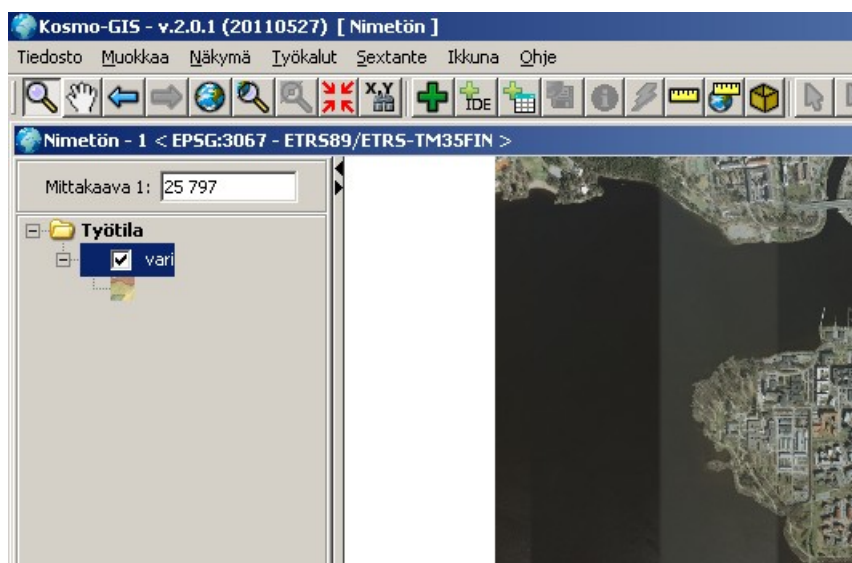 Kosmo-GIS - v.2.0.1 (20110527) [ Nimetön ]
Tiedosto Muokkaa Näkymä Työkalut Sextante Ikkuna Ohje
X,Y IDE
Nimetön - 1 < EPSG:3067 - ETRS89/ETRS-TM35FIN >
Mittakaava 1: 25 797
Työtila
vari